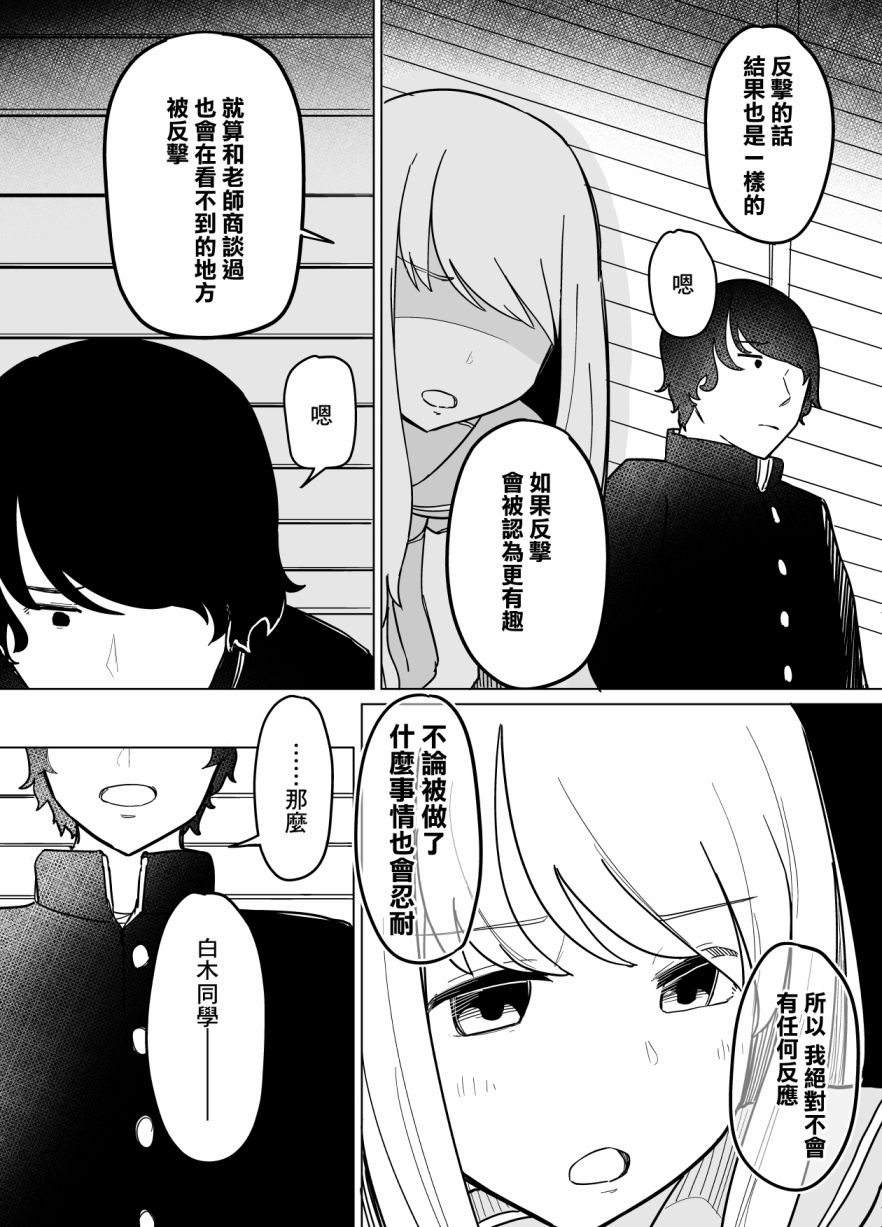 反擊的話
結果也是一樣的
嗯
如果反擊
會被認為更有趣
就算和老師商談過
也會在看不到的地方
被反擊
嗯
不論被做了
什麼事情也會忍耐
所以 我絕對不會
有任何反應
……那麼
白木同學——